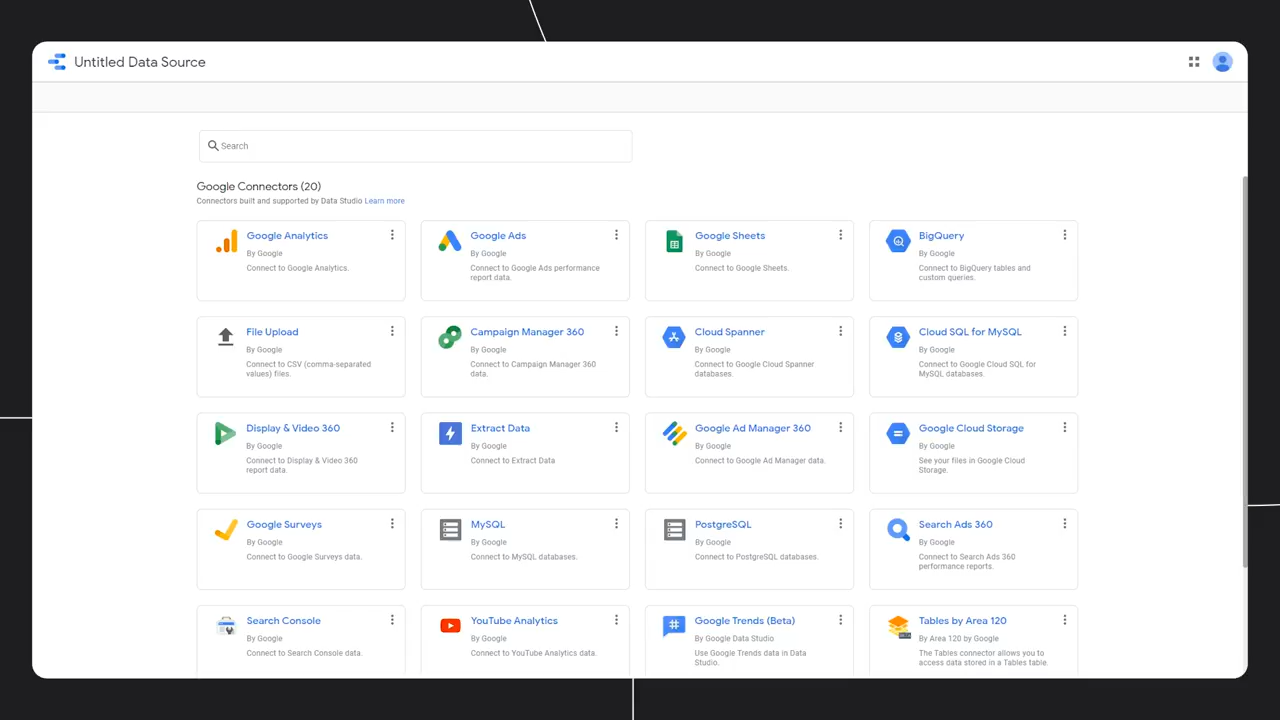 Untitled Data Source
Search
Google Connectors (20)
Connectors built and supported by Data Studio Learn more
Google Analytics
By Google
Connect to Google Analytics.
Google Ads
By Google
Connect to Google Ads performance
report data.
Google Sheets
By Google
Connect to Google Sheets.
BigQuery
By Google
Connect to BigQuery tables and
custom queries.
File Upload
By Google
Connect to CSV (comma-separated
values) files.
Campaign Manager 360
By Google
Connect to Campaign Manager 360
data.
Cloud Spanner
By Google
Connect to Google Cloud Spanner
databases.
Cloud SQL for MySQL
By Google
Connect to Google Cloud SQL for
MySQL databases.
Display & Video 360
By Google
Connect to Display & Video 360
report data.
Extract Data
By Google
Connect to Extract Data
Google Ad Manager 360
By Google
Connect to Google Ad Manager data.
Google Cloud Storage
By Google
See your files in Google Cloud
Storage.
Google Surveys
By Google
Connect to Google Surveys data.
MySQL
By Google
Connect to MySQL databases.
PostgreSQL
By Google
Connect to PostgreSQL databases.
Search Ads 360
By Google
Connect to Search Ads 360
performance reports.
Search Console
By Google
Connect to Search Console data.
YouTube Analytics
By Google
Connect to YouTube Analytics data.
Google Trends (Beta)
By Google Data Studio
Use Google Trends data in Data
Studio.
Tables by Area 120
By Area 120 by Google
The Tables connector allows you to
access data stored in a Tables table.